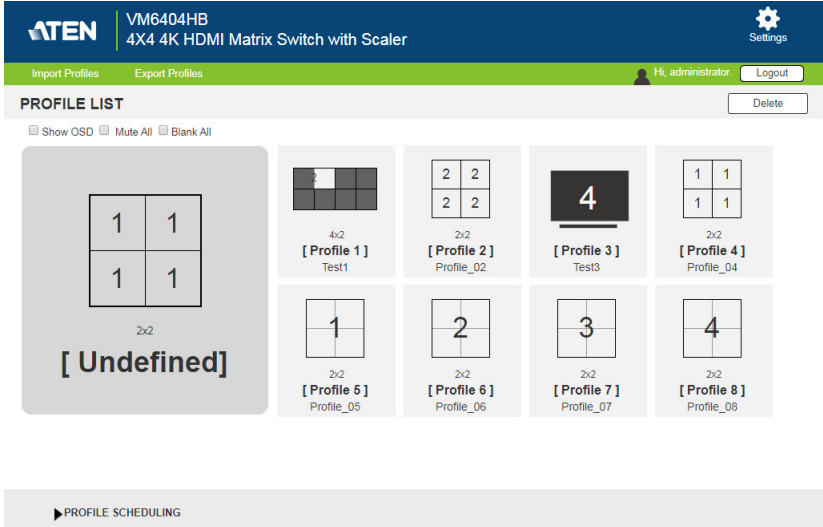 ATEN
VM6404HB
4X4 4K HDMI Matrix Switch with Scaler
Settings
Import Profiles Export Profiles Hi, administrator. Logout
PROFILE LIST Delete
Show OSD Mute All Blank All
1 1
1 1
2x2
[ Undefined]
2
4x2
[ Profile 1 ]
Test1
2 2
2 2
2x2
[ Profile 2 ]
Profile_02
4
[ Profile 3 ]
Test3
1 1
1 1
2x2
[ Profile 4 ]
Profile_04
1
2x2
[ Profile 5 ]
Profile_05
2
2x2
[ Profile 6 ]
Profile_06
3
2x2
[ Profile 7 ]
Profile_07
4
2x2
[ Profile 8 ]
Profile_08
PROFILE SCHEDULING